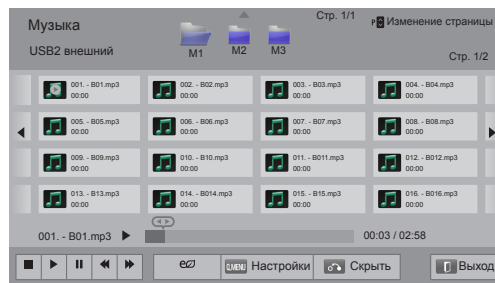 Музыка
Стр. 1/1
P Изменение страницы
USB2 внешний
M1 M2 M3
Стр. 1/2
001. - B01.mp3 00:00
002. - B02.mp3 00:00
003. - B03.mp3 00:00
004. - B04.mp3 00:00
005. - B05.mp3 00:00
006. - B06.mp3 00:00
007. - B07.mp3 00:00
008. - B08.mp3 00:00
009. - B09.mp3 00:00
010. - B10.mp3 00:00
011. - B011.mp3 00:00
012. - B012.mp3 00:00
013. - B13.mp3 00:00
014. - B014.mp3 00:00
015. - B15.mp3 00:00
016. - B016.mp3 00:00
001. - B01.mp3
00:03 / 02:58
Q.MENU Настройки
Скрыть
Выход